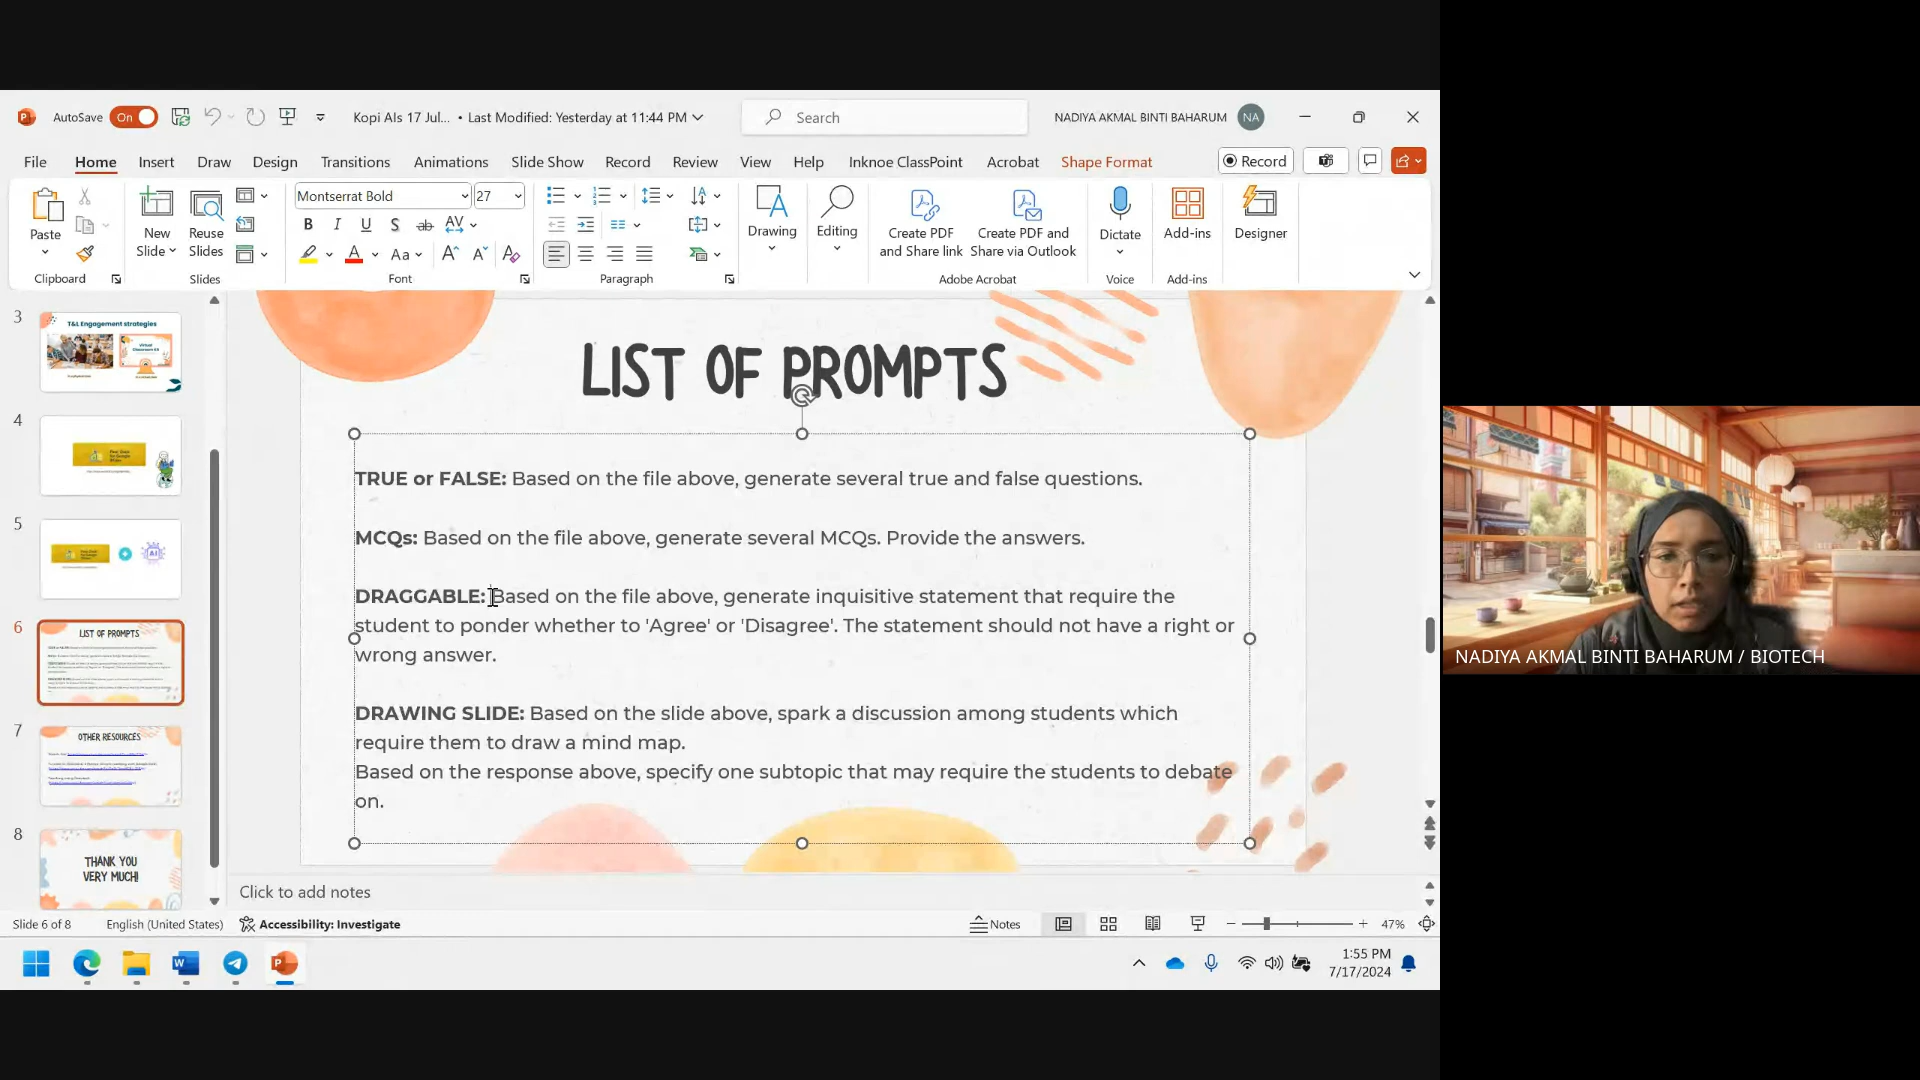 AutoSave
On
Kopi AIs 17 Jul... • Last Modified: Yesterday at 11:44 PM
Search
NADIYA AKMAL BINTI BAHARUM
NA
File
Home
Insert
Draw
Design
Transitions
Animations
Slide Show
Record
Review
View
Help
Inknoe ClassPoint
Acrobat
Shape Format
Record
Paste
New
Slide
Reuse
Slides
Montserrat Bold
27
Drawing
Editing
Create PDF
and Share link
Create PDF and
Share via Outlook
Dictate
Add-ins
Designer
Clipboard
Slides
Font
Paragraph
Adobe Acrobat
Voice
Add-ins
3
T&L Engagement strategies
4
5
6
LIST OF PROMPTS
7
OTHER RESOURCES
8
THANK YOU
VERY MUCH!
LIST OF PROMPTS
TRUE or FALSE: Based on the file above, generate several true and false questions.
MCQs: Based on the file above, generate several MCQs. Provide the answers.
DRAGGABLE: Based on the file above, generate inquisitive statement that require the
student to ponder whether to 'Agree' or 'Disagree'. The statement should not have a right or
wrong answer.
DRAWING SLIDE: Based on the slide above, spark a discussion among students which
require them to draw a mind map.
Based on the response above, specify one subtopic that may require the students to debate
on.
Click to add notes
Slide 6 of 8
English (United States)
Accessibility: Investigate
Notes
47%
1:55 PM
7/17/2024
NADIYA AKMAL BINTI BAHARUM / BIOTECH